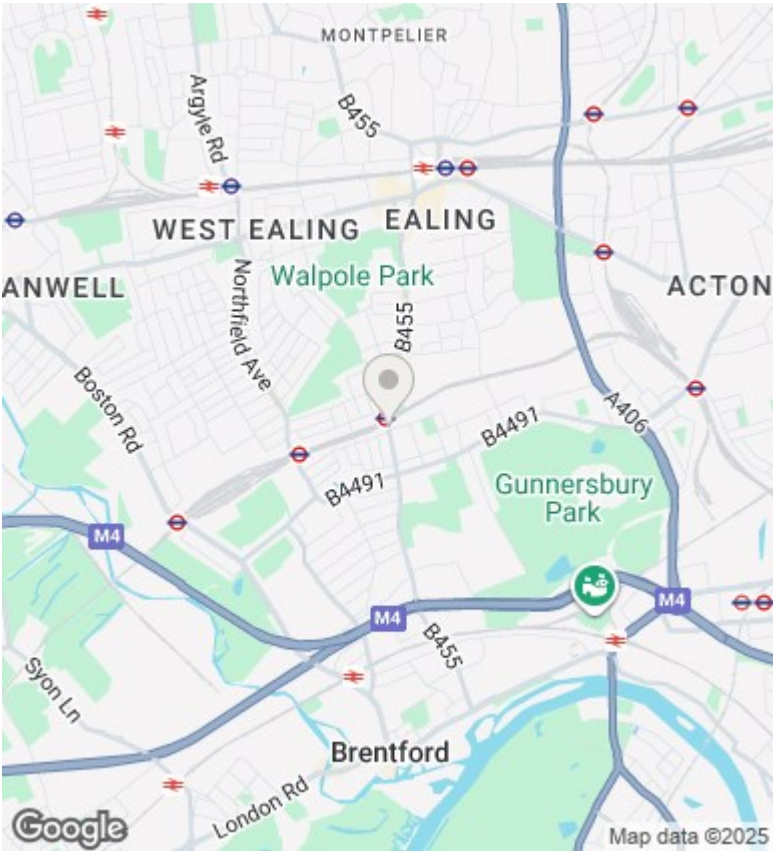 MONTPELIER
Argyle Rd
B455
WEST EALING
EALING
ANWELL
Walpole Park
ACTON
Northfield Ave
B455
Boston Rd
A406
B4491
B4491
Gunnersbury
Park
M4
M4
M4
B455
Syon Ln
Brentford
London Rd
Google
Map data ©2025